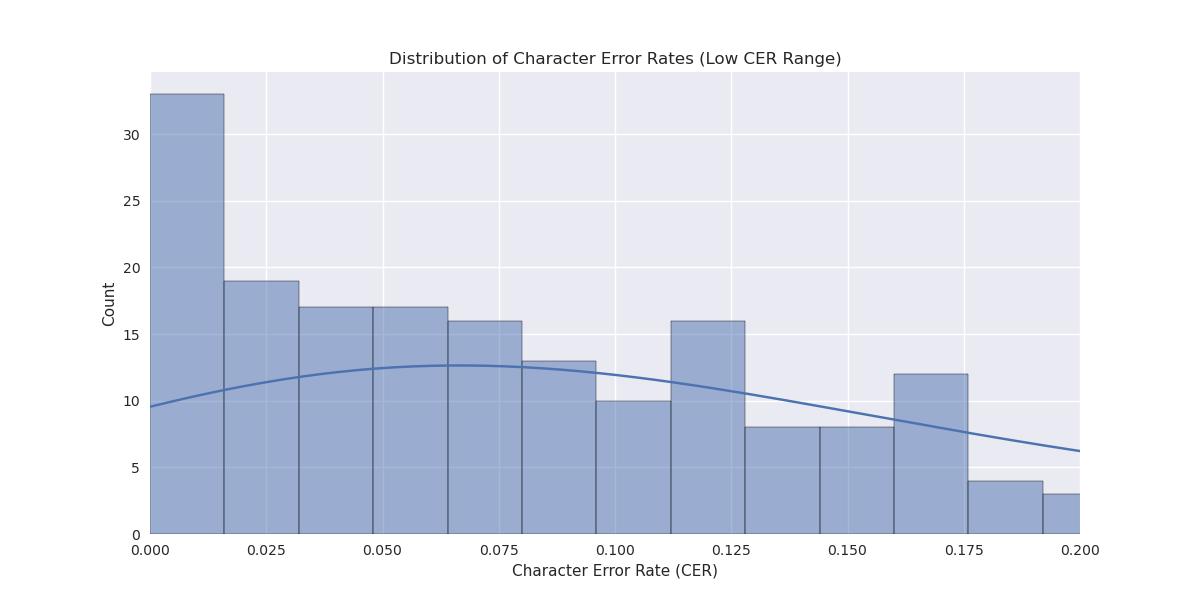 Distribution of Character Error Rates (Low CER Range)
30
25
20
15
10
5
0
Count
0.000 0.025 0.050 0.075 0.100 0.125 0.150 0.175 0.200
Character Error Rate (CER)